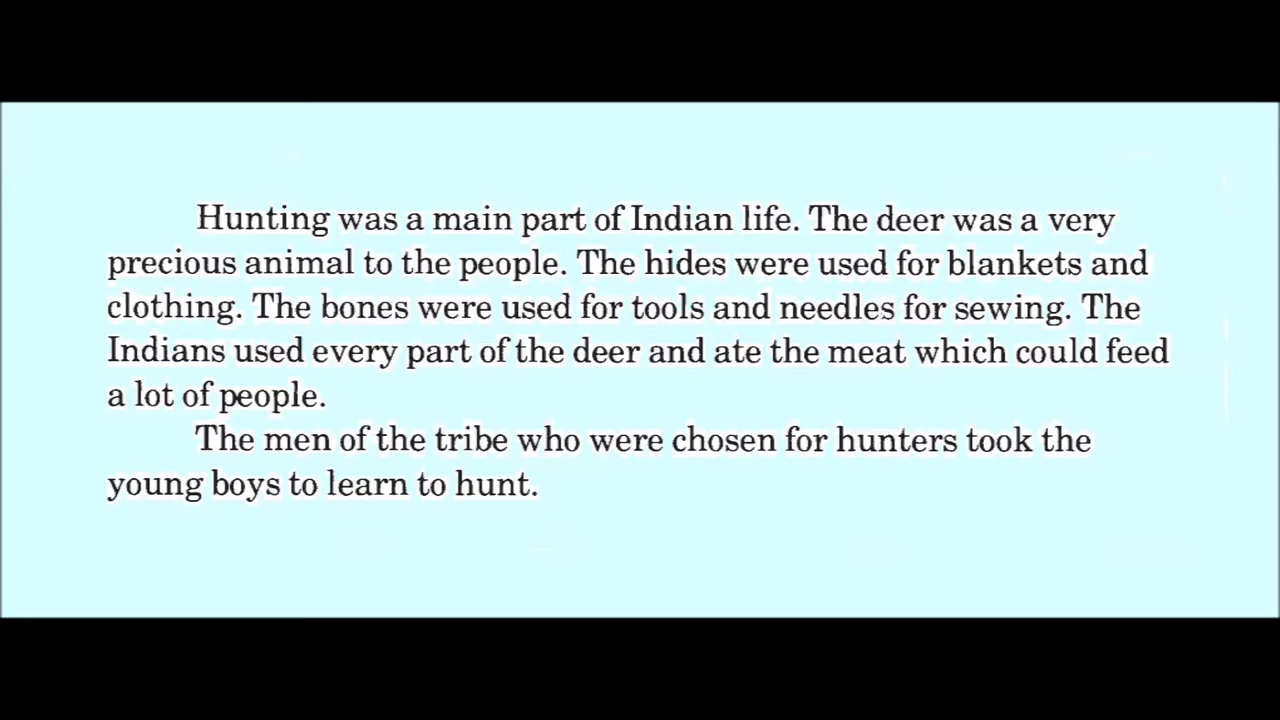 Hunting was a main part of Indian life. The deer was a very
precious animal to the people. The hides were used for blankets and
clothing. The bones were used for tools and needles for sewing. The
Indians used every part of the deer and ate the meat which could feed
a lot of people.
The men of the tribe who were chosen for hunters took the
young boys to learn to hunt.